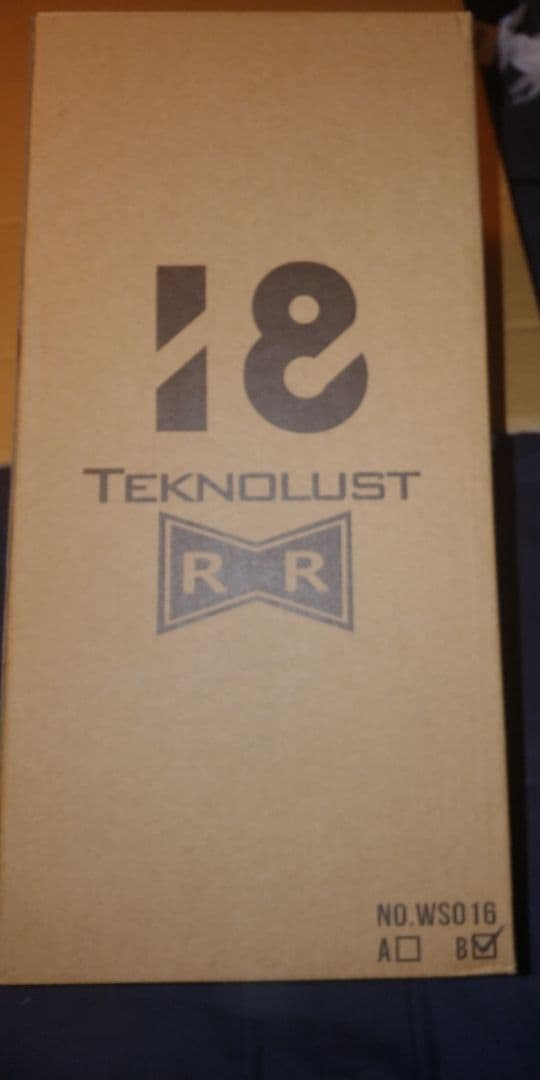 18
TEKNOLUST
R R
NO.WS016
A☐ B☑